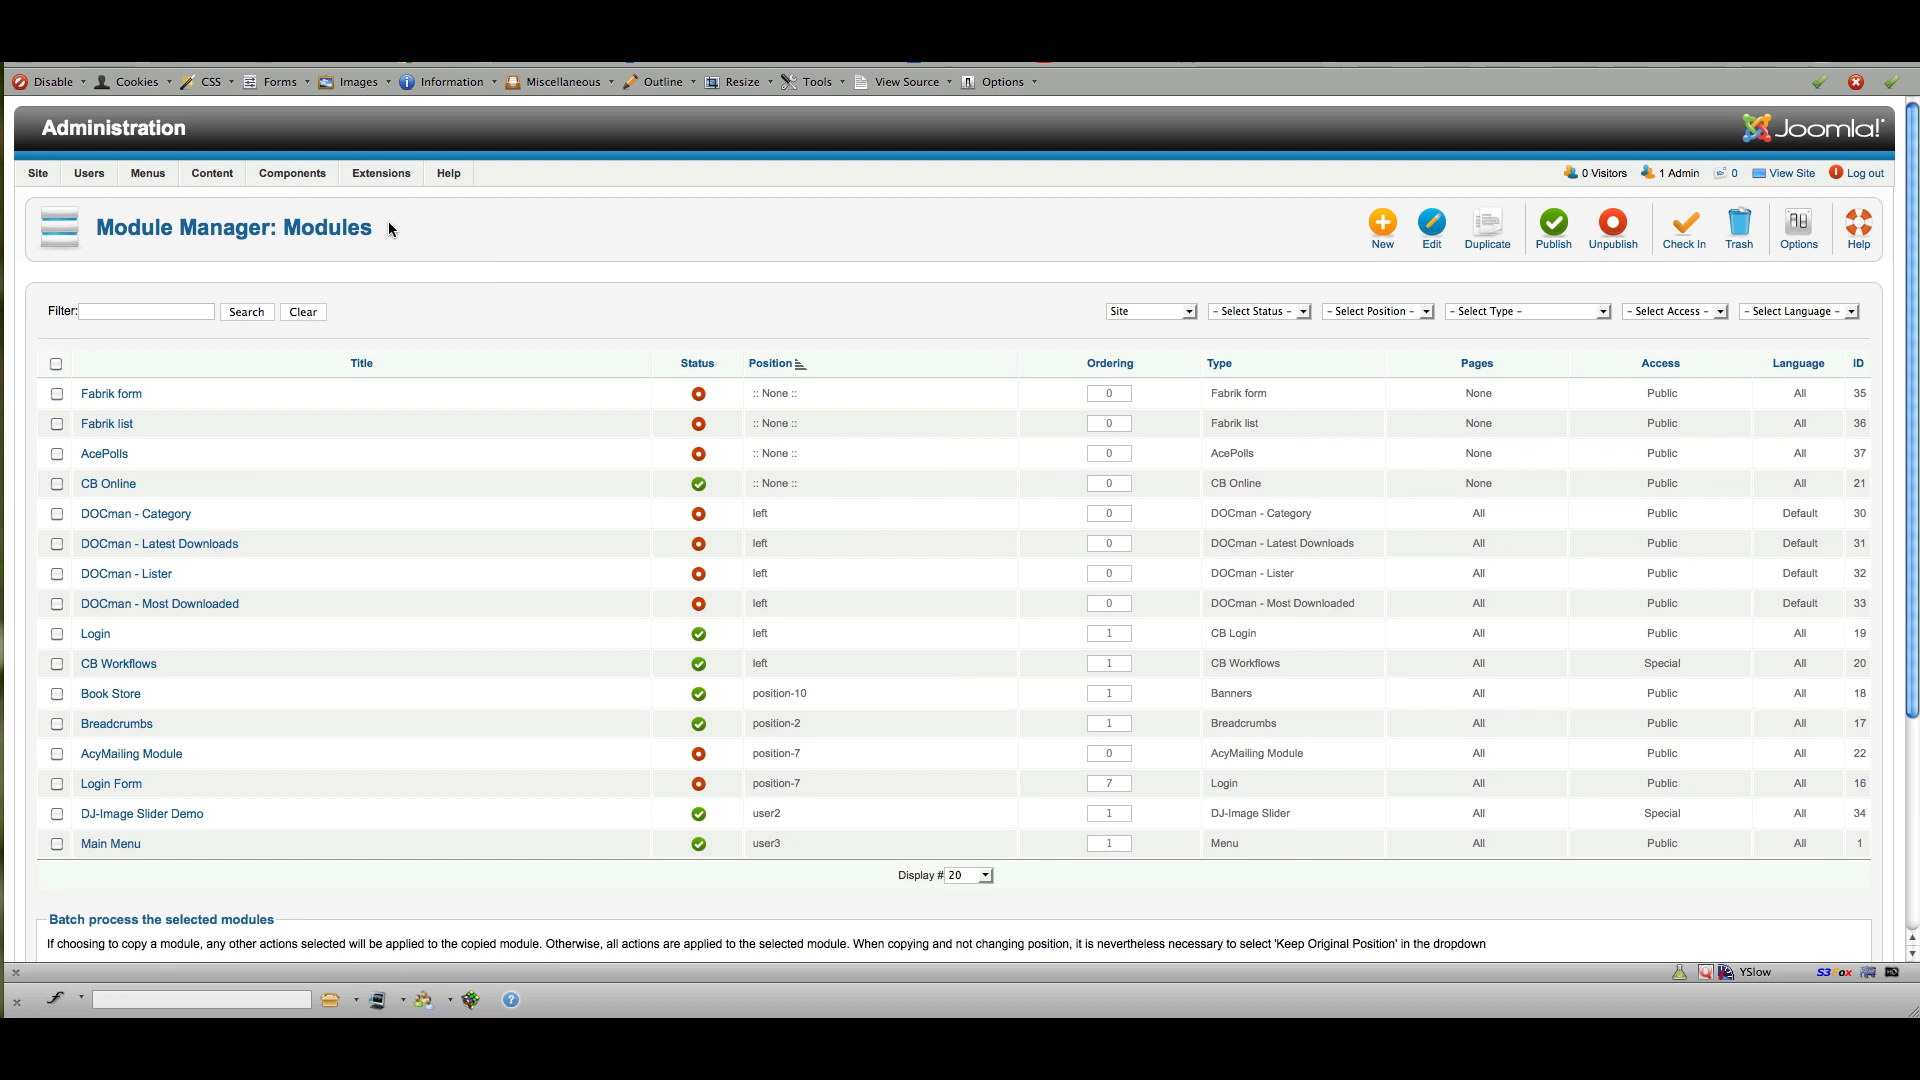 Disable Cookies CSS Forms Images Information Miscellaneous Outline Resize Tools View Source Options
Administration Joomla!
Site Users Menus Content Components Extensions Help 0 Visitors 1 Admin 0 View Site Log out
Module Manager: Modules New Edit Duplicate Publish Unpublish Check In Trash Options Help
Filter: Search Clear Site - Select Status - - Select Position - - Select Type - - Select Access - - Select Language -
Title Status Position Ordering Type Pages Access Language ID
Fabrik form :: None :: 0 Fabrik form None Public All 35
Fabrik list :: None :: 0 Fabrik list None Public All 36
AcePolls :: None :: 0 AcePolls None Public All 37
CB Online :: None :: 0 CB Online None Public All 21
DOCman - Category left 0 DOCman - Category All Public Default 30
DOCman - Latest Downloads left 0 DOCman - Latest Downloads All Public Default 31
DOCman - Lister left 0 DOCman - Lister All Public Default 32
DOCman - Most Downloaded left 0 DOCman - Most Downloaded All Public Default 33
Login left 1 CB Login All Public All 19
CB Workflows left 1 CB Workflows All Special All 20
Book Store position-10 1 Banners All Public All 18
Breadcrumbs position-2 1 Breadcrumbs All Public All 17
AcyMailing Module position-7 0 AcyMailing Module All Public All 22
Login Form position-7 7 Login All Public All 16
DJ-Image Slider Demo user2 1 DJ-Image Slider All Special All 34
Main Menu user3 1 Menu All Public All 1
Display # 20
Batch process the selected modules
If choosing to copy a module, any other actions selected will be applied to the copied module. Otherwise, all actions are applied to the selected module. When copying and not changing position, it is nevertheless necessary to select 'Keep Original Position' in the dropdown
YSlow S3Fox